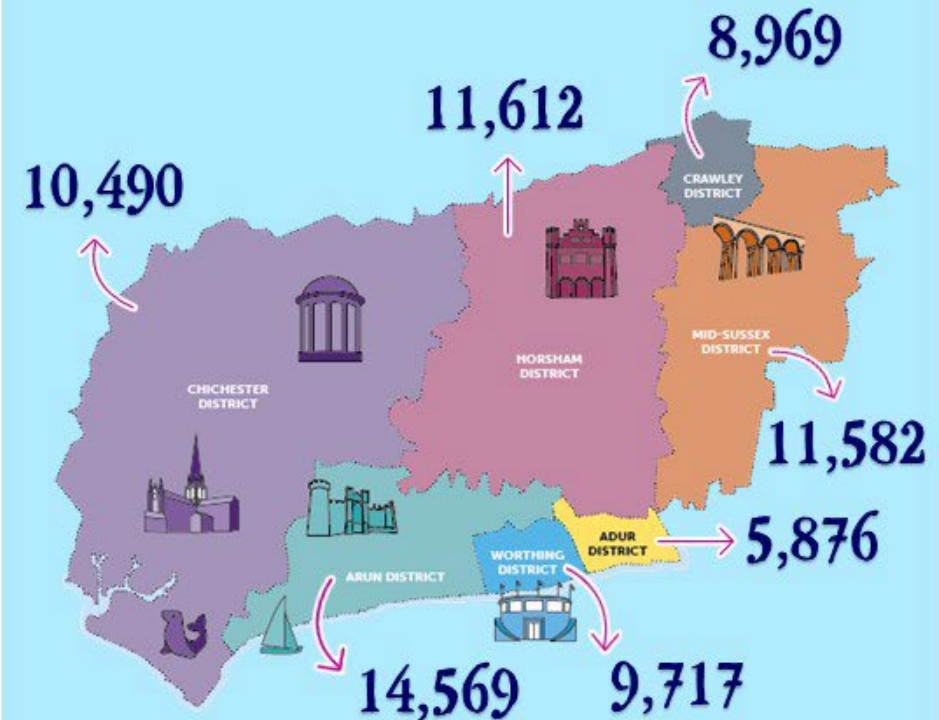 8,969
11,612
10,490
CRAWLEY
DISTRICT
MID-SUSSEX
DISTRICT
HORSHAM
DISTRICT
CHICHESTER
DISTRICT
11,582
ADUR
DISTRICT
5,876
WORTHING
DISTRICT
ARUN DISTRICT
14,569
9,717